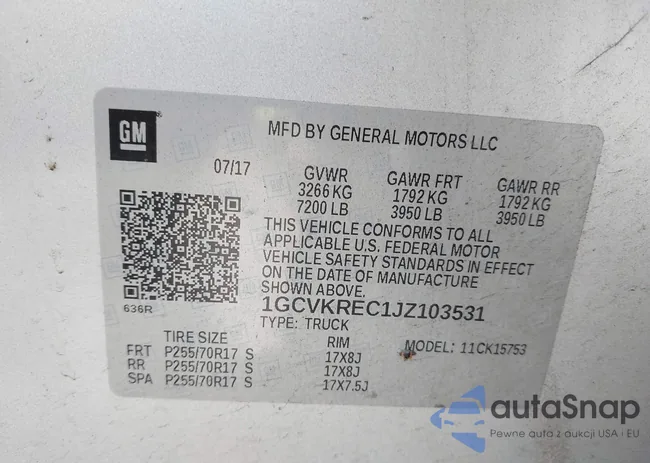 GM
MFD BY GENERAL MOTORS LLC
07/17
GVWR GAWR FRT GAWR RR
3266 KG 1792 KG 1792 KG
7200 LB 3950 LB 3950 LB
THIS VEHICLE CONFORMS TO ALL
APPLICABLE U.S. FEDERAL MOTOR
VEHICLE SAFETY STANDARDS IN EFFECT
ON THE DATE OF MANUFACTURE
SHOWN ABOVE.
1GCVKREC1JZ103531
636R
TYPE: TRUCK
TIRE SIZE RIM MODEL: 11CK15753
FRT P255/70R17 S 17X8J
RR P255/70R17 S 17X8J
SPA P255/70R17 S 17X7.5J
autaSnap
Pewne auta z aukcji USA i EU